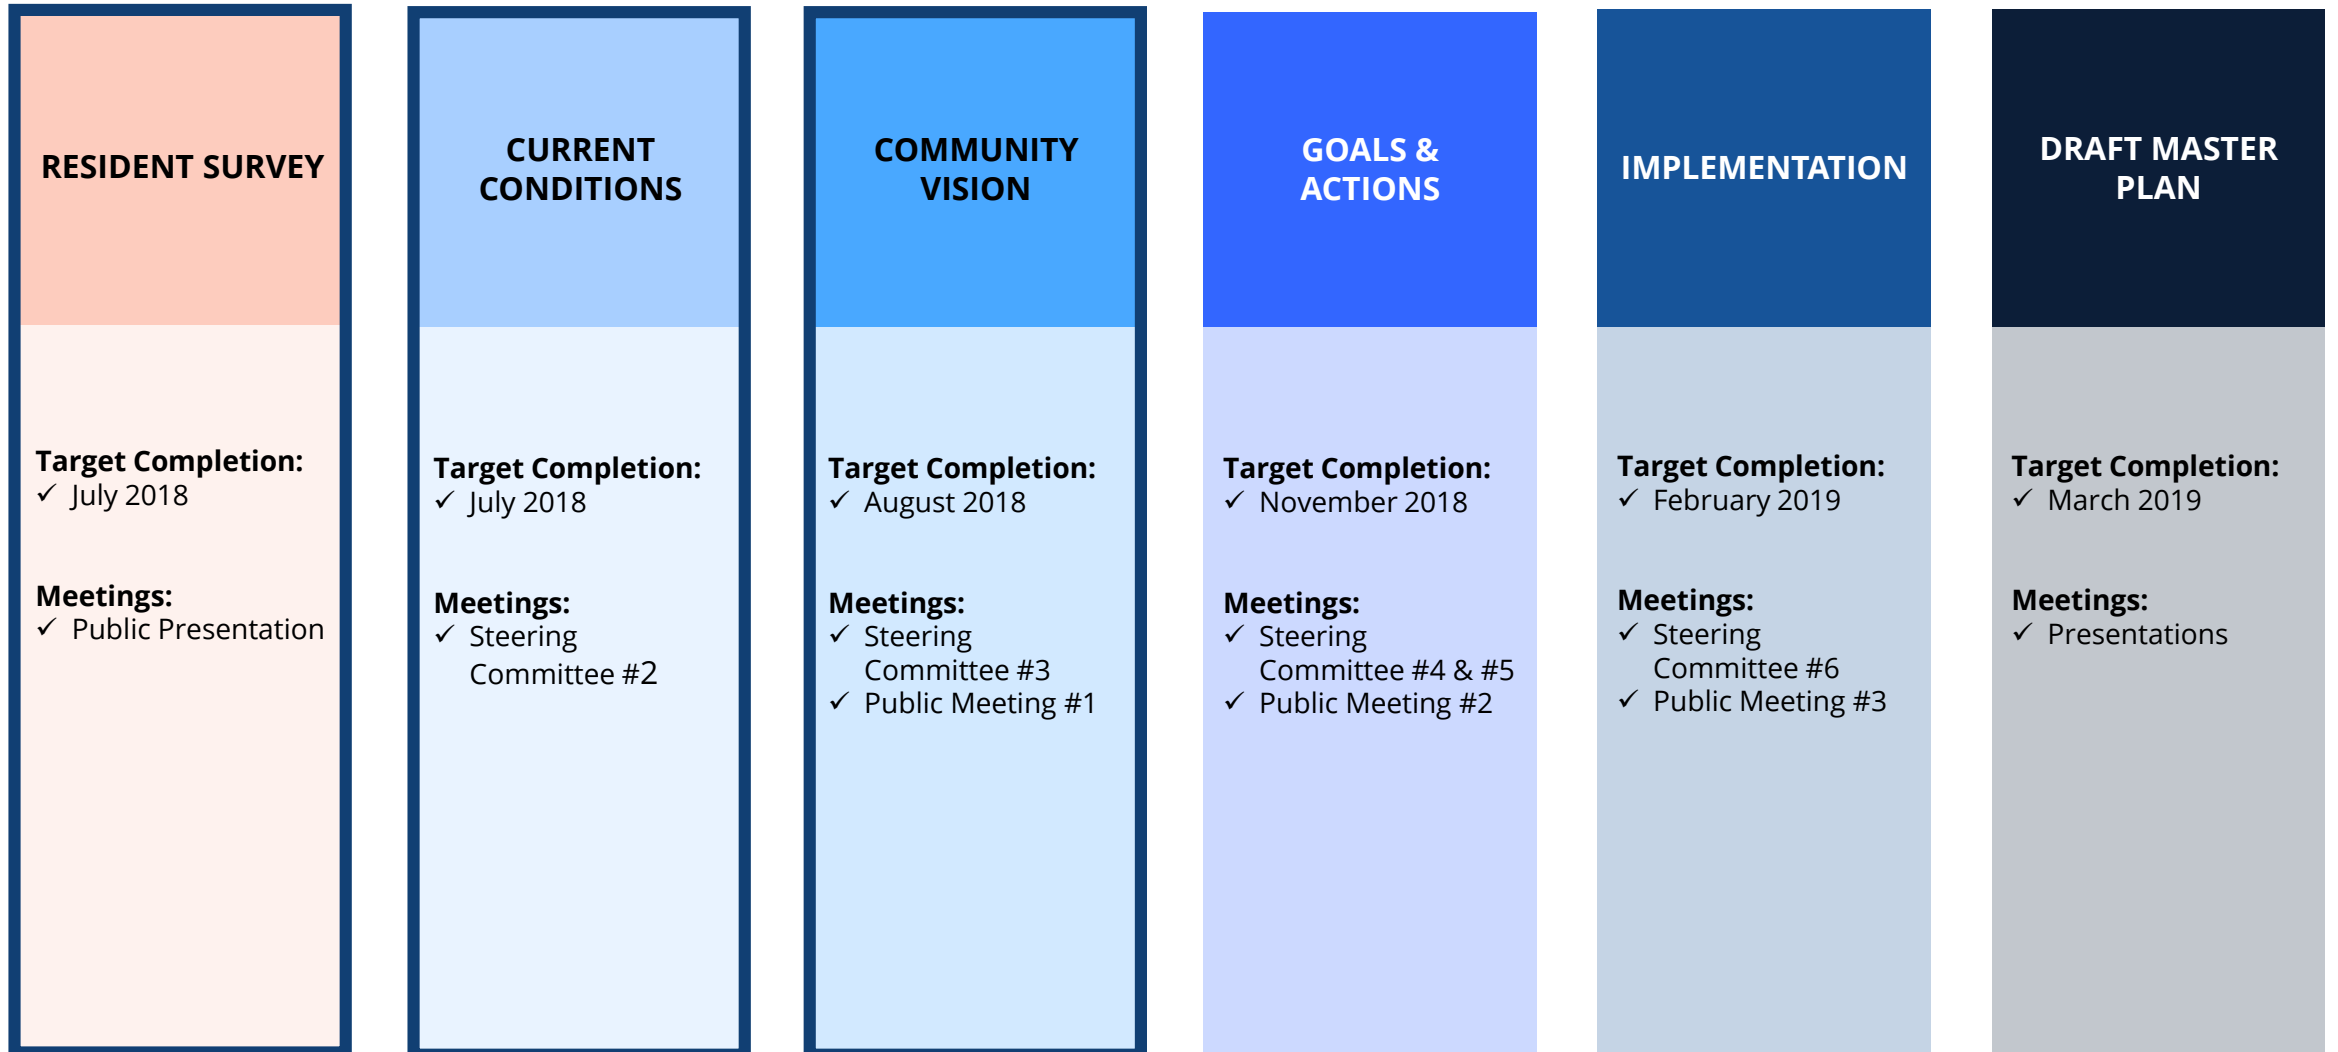 RESIDENT SURVEY
Target Completion:
✓ July 2018
Meetings:
✓ Public Presentation
CURRENT
CONDITIONS
Target Completion:
✓ July 2018
Meetings:
✓ Steering
Committee #2
COMMUNITY
VISION
Target Completion:
✓ August 2018
Meetings:
✓ Steering
Committee #3
✓ Public Meeting #1
GOALS &
ACTIONS
Target Completion:
✓ November 2018
Meetings:
✓ Steering
Committee #4 & #5
✓ Public Meeting #2
IMPLEMENTATION
Target Completion:
✓ February 2019
Meetings:
✓ Steering
Committee #6
✓ Public Meeting #3
DRAFT MASTER
PLAN
Target Completion:
✓ March 2019
Meetings:
✓ Presentations